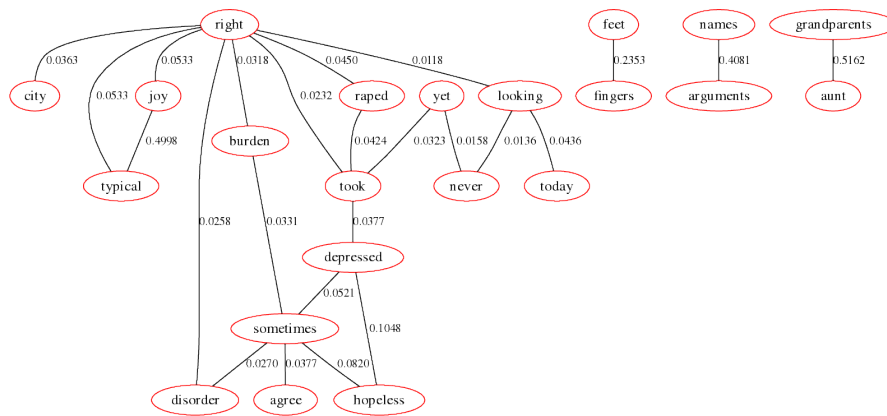 right feet names grandparents
0.0363 0.0533 0.0533 0.0318 0.0232 0.0450 0.0118 0.2353 0.4081 0.5162
city joy raped yet looking fingers arguments aunt
0.4998 burden 0.0424 0.0323 0.0158 0.0136 0.0436
typical took never today
0.0258 0.0331 0.0377
depressed
0.0521
sometimes 0.1048
0.0270 0.0377 0.0820
disorder agree hopeless